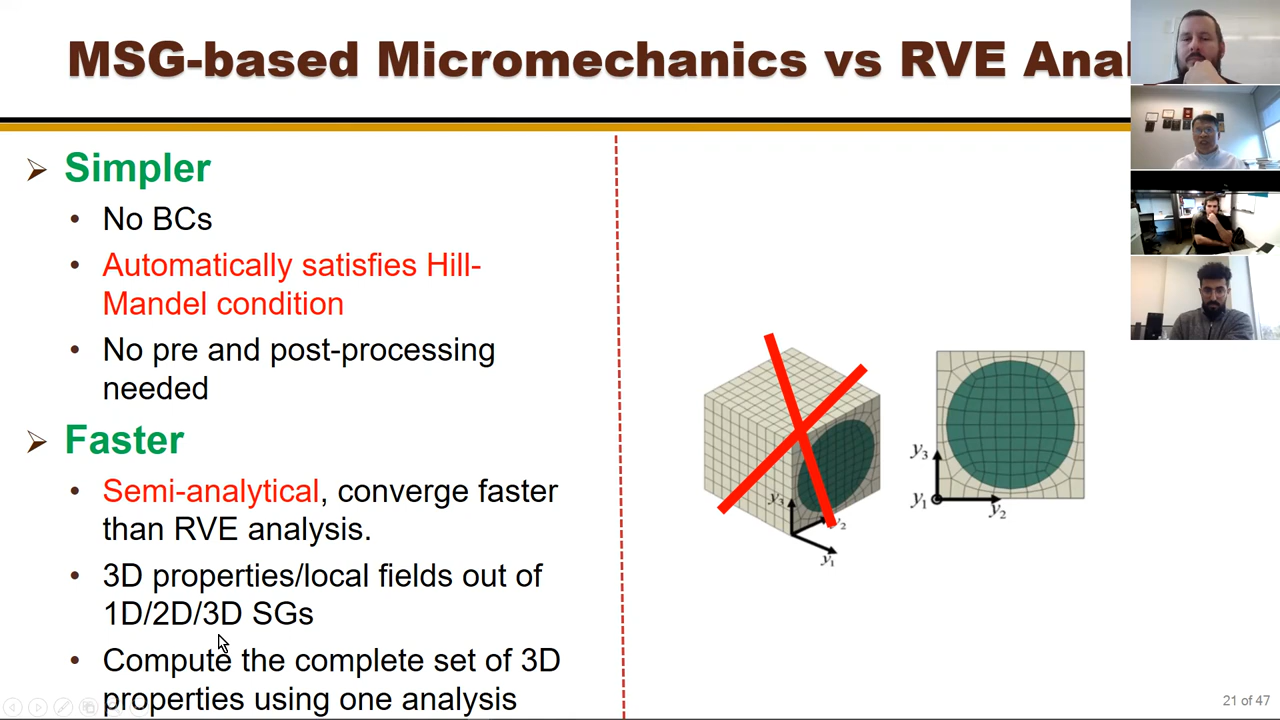 MSG-based Micromechanics vs RVE Anal
➢ Simpler
• No BCs
• Automatically satisfies Hill-
Mandel condition
• No pre and post-processing
needed
➢ Faster
• Semi-analytical, converge faster
than RVE analysis.
• 3D properties/local fields out of
1D/2D/3D SGs
• Compute the complete set of 3D
properties using one analysis
y₃
y₂
y₁
y₃
y₁
y₂
21 of 47